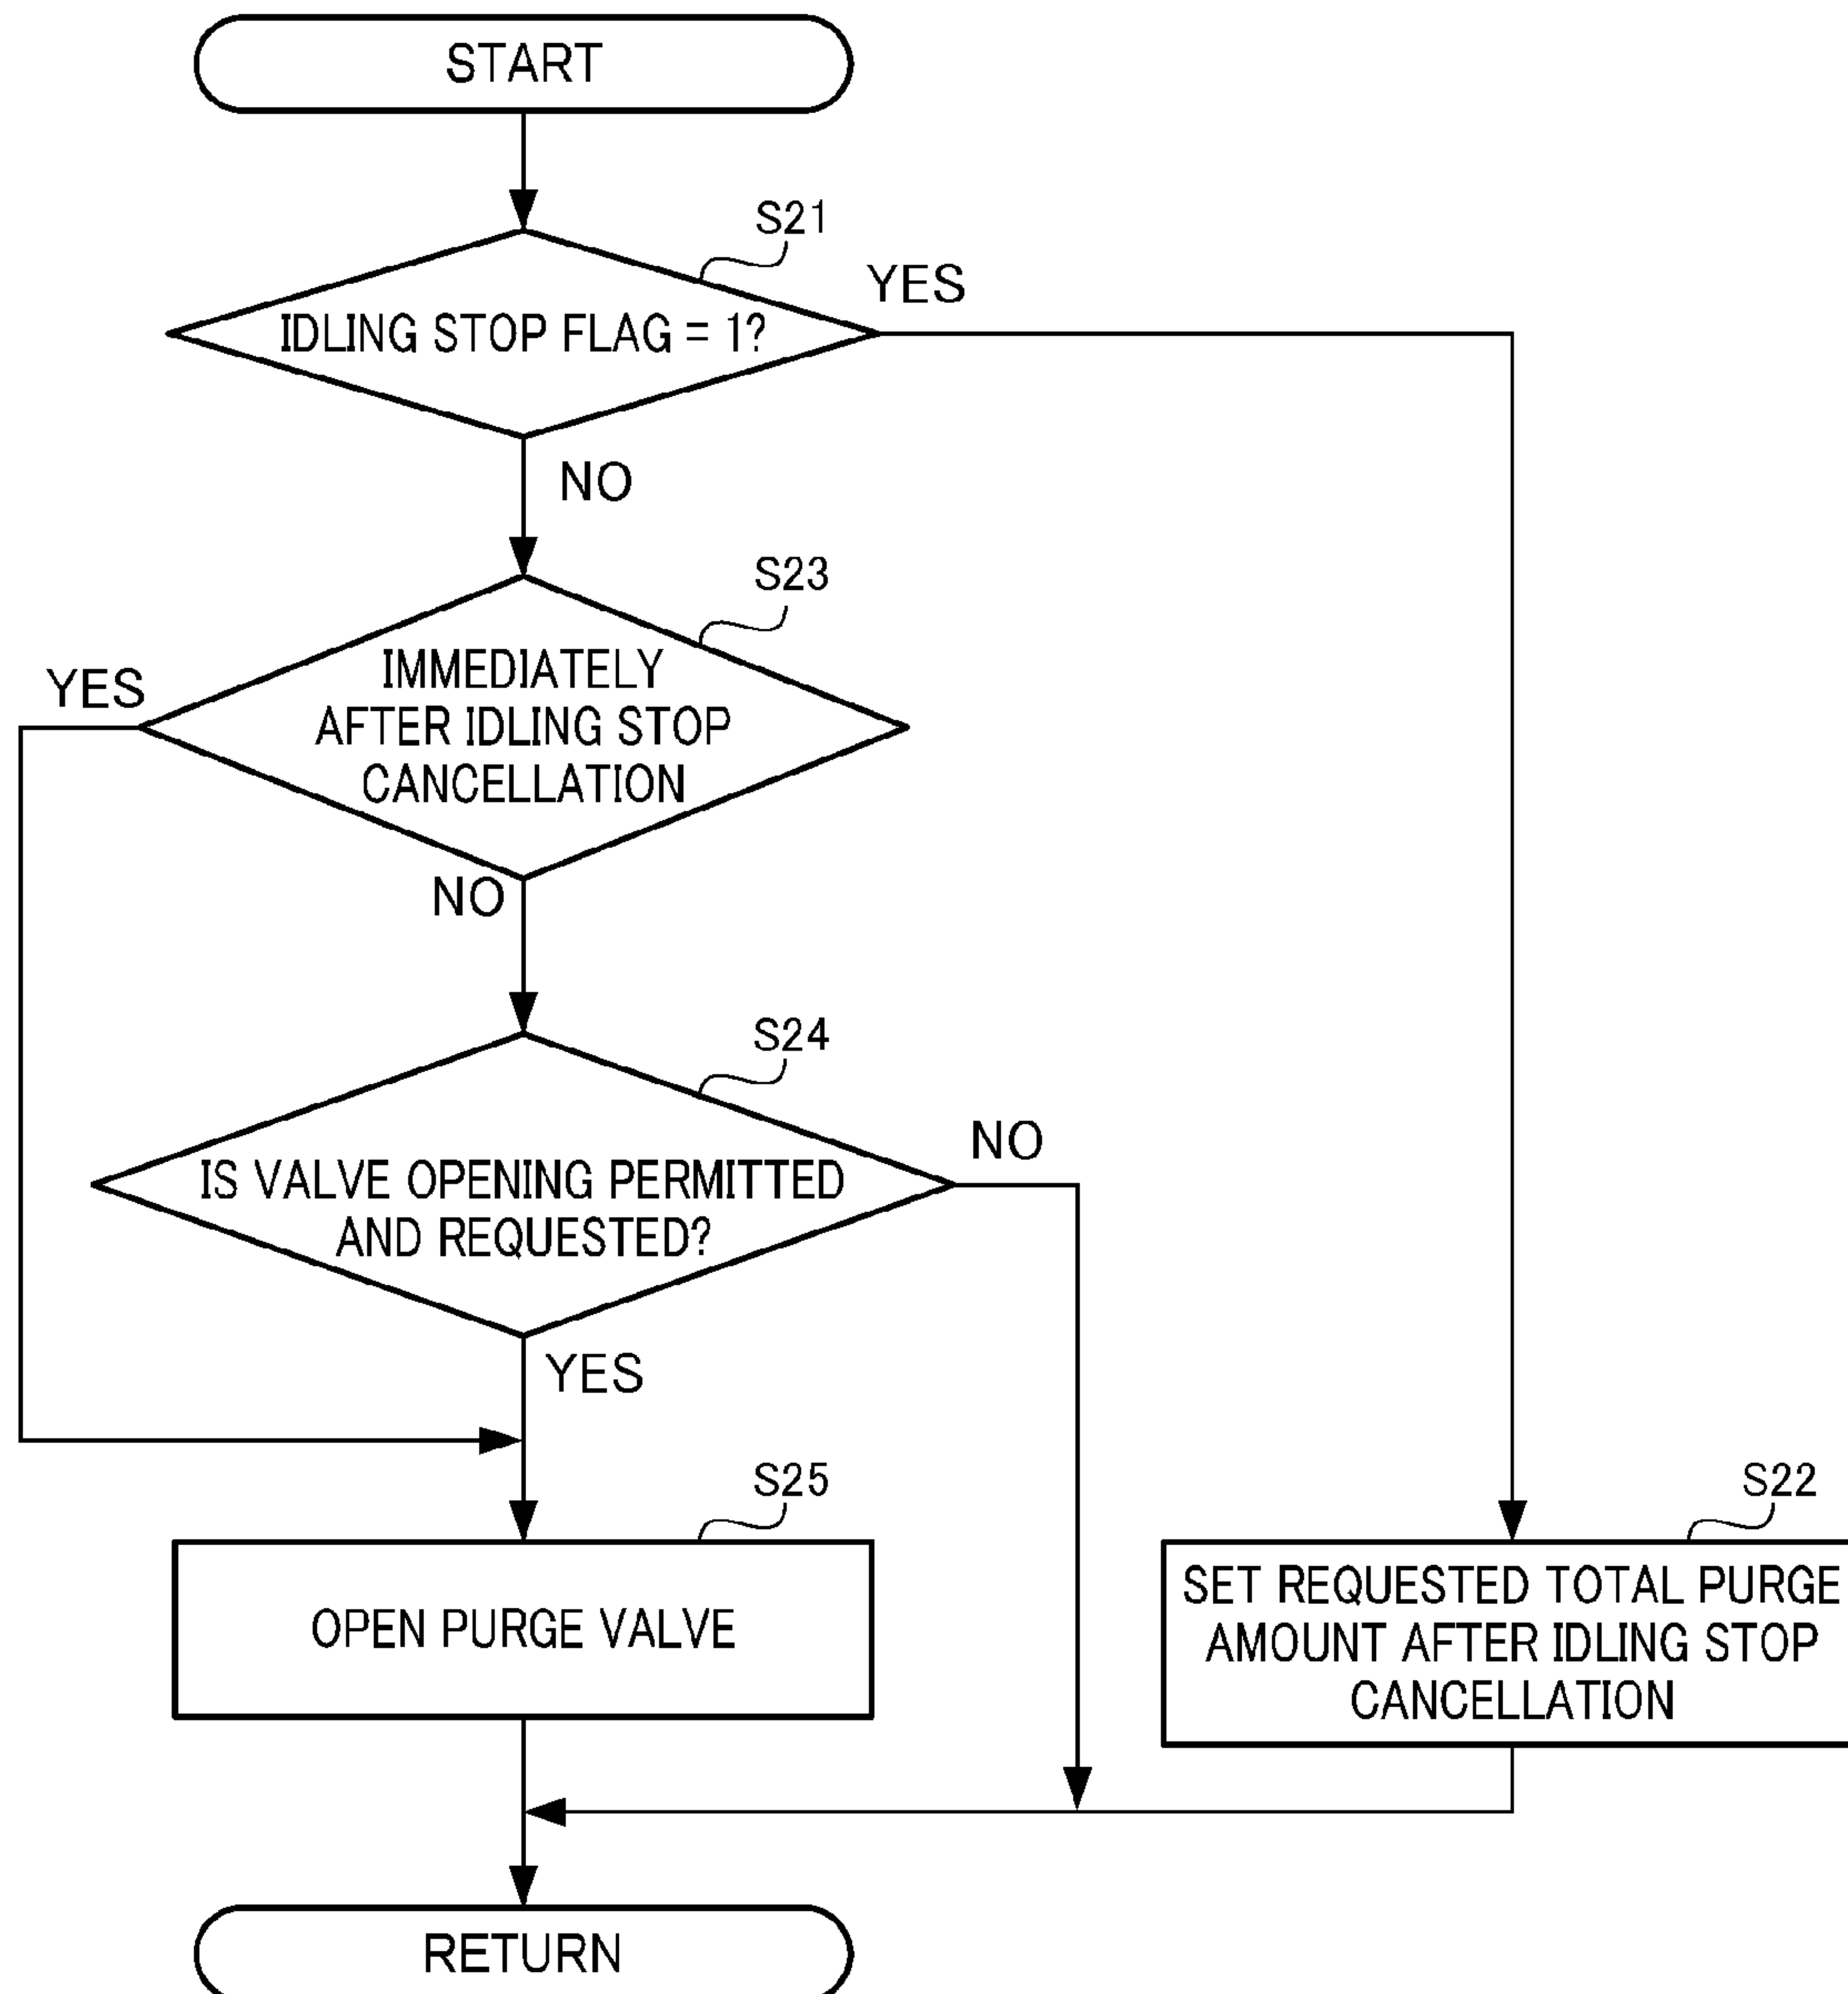 START
S21
YES
IDLING STOP FLAG = 1?
NO
S23
YES
IMMEDIATELY
AFTER IDLING STOP
CANCELLATION
NO
S24
NO
IS VALVE OPENING PERMITTED
AND REQUESTED?
YES
S25
OPEN PURGE VALVE
S22
SET REQUESTED TOTAL PURGE
AMOUNT AFTER IDLING STOP
CANCELLATION
RETURN